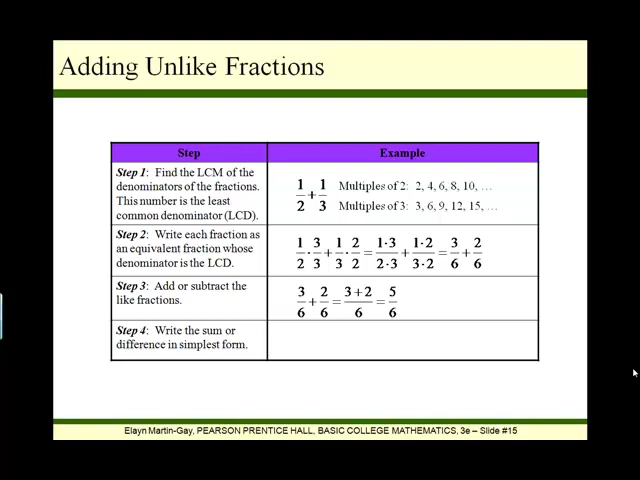 Adding Unlike Fractions
Step
Example
Step 1: Find the LCM of the
denominators of the fractions.
This number is the least
common denominator (LCD).
1/2 + 1/3
Multiples of 2: 2, 4, 6, 8, 10, …
Multiples of 3: 3, 6, 9, 12, 15, …
Step 2: Write each fraction as
an equivalent fraction whose
denominator is the LCD.
1/2 · 3/3 + 1/3 · 2/2 = 1·3/2·3 + 1·2/3·2 = 3/6 + 2/6
Step 3: Add or subtract the
like fractions.
3/6 + 2/6 = 3+2/6 = 5/6
Step 4: Write the sum or
difference in simplest form.
Elayn Martin-Gay, PEARSON PRENTICE HALL, BASIC COLLEGE MATHEMATICS, 3e – Slide #15